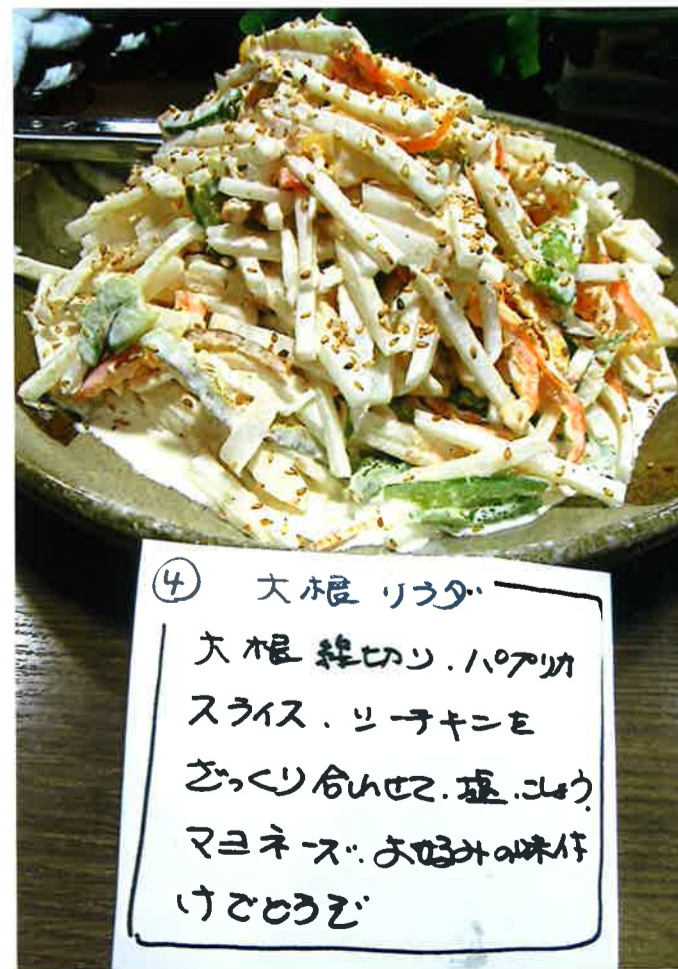 ④ 大根サラダ
大根線切り.パプリカ
スライス.ツーチキンを
ざっくり合わせて.塩.こしょう.
マヨネーズ.お好みの味付
けでどうぞ